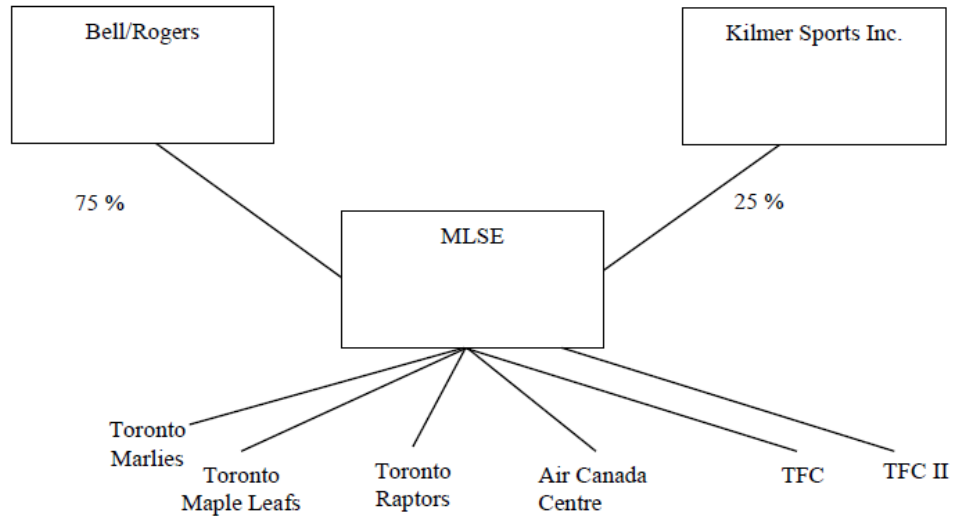 Bell/Rogers
Kilmer Sports Inc.
75 %
25 %
MLSE
Toronto
Marlies
Toronto
Maple Leafs
Toronto
Raptors
Air Canada
Centre
TFC
TFC II